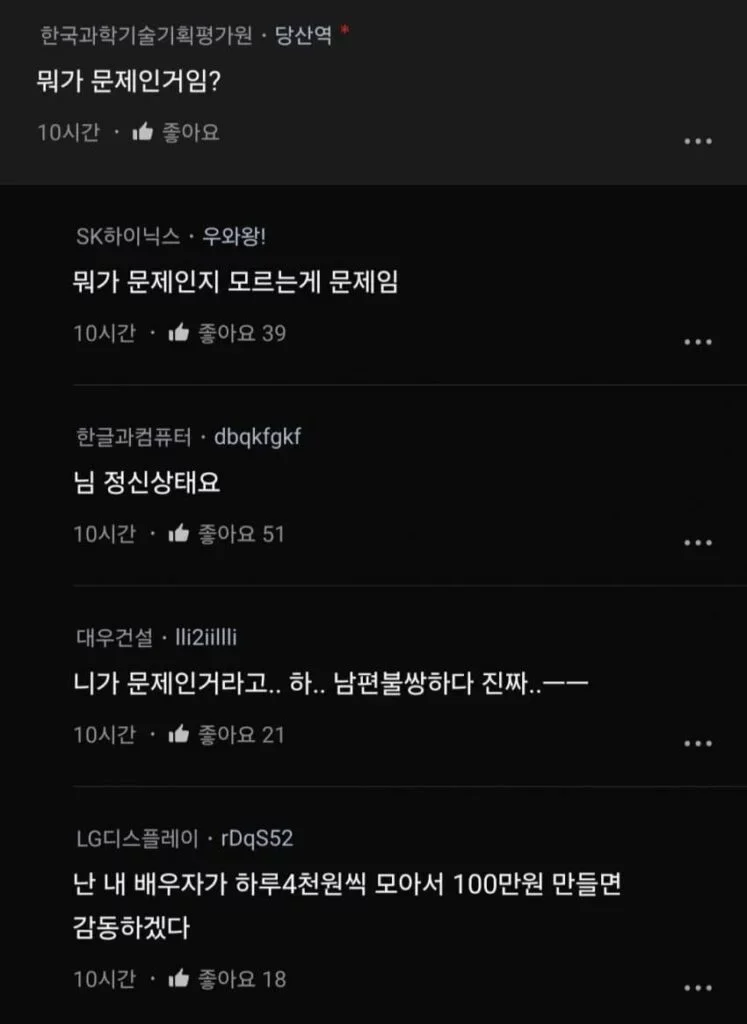 한국과학기술기획평가원 · 당산역 *
뭐가 문제인거임?
10시간 · 좋아요
SK하이닉스 · 우와왕!
뭐가 문제인지 모르는게 문제임
10시간 · 좋아요 39
한글과컴퓨터 · dbqkfgkf
님 정신상태요
10시간 · 좋아요 51
대우건설 · lli2iillli
니가 문제인거라고.. 하.. 남편불쌍하다 진짜..ㅡㅡ
10시간 · 좋아요 21
LG디스플레이 · rDqS52
난 내 배우자가 하루4천원씩 모아서 100만원 만들면
감동하겠다
10시간 · 좋아요 18